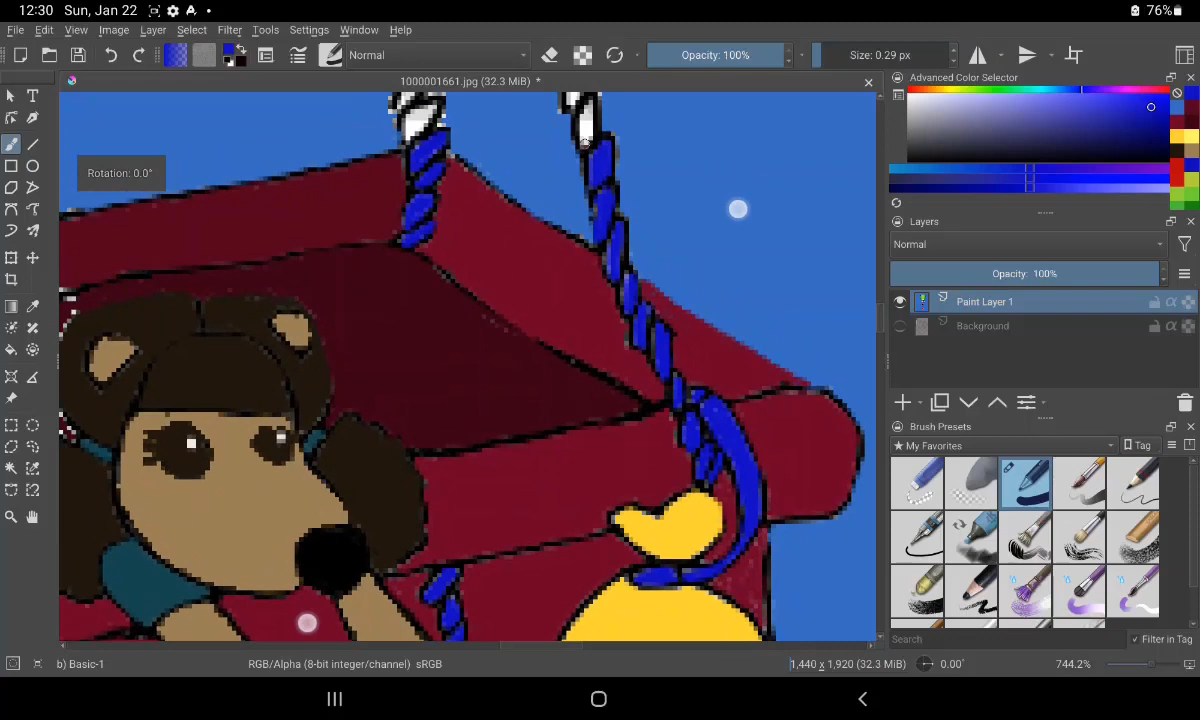 12:30 Sun, Jan 22
76%
File Edit View Image Layer Select Filter Tools Settings Window Help
Normal
Opacity: 100%
Size: 0.29 px
1000001661.jpg (32.3 MiB) *
Advanced Color Selector
Rotation: 0.0°
Layers
Normal
Opacity: 100%
Paint Layer 1
Background
Brush Presets
My Favorites
Tag
Search
Filter in Tag
b) Basic-1
RGB/Alpha (8-bit integer/channel) sRGB
1,440 x 1,920 (32.3 MiB)
0.00°
744.2%